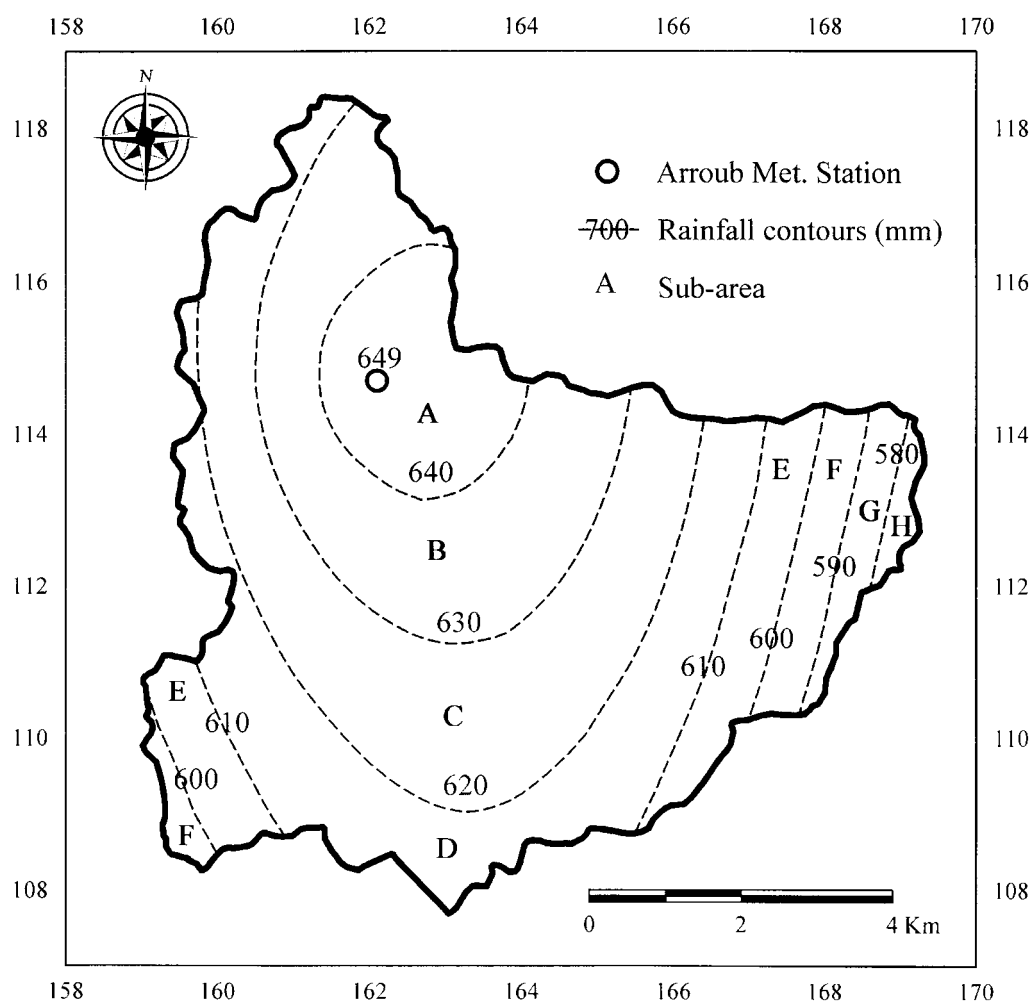 158 160 162 164 166 168 170
N
118 118
Arroub Met. Station
700 Rainfall contours (mm)
A Sub-area
116 116
649
A
114 114
E F 580
640
G H
B
112 590 112
630
600
610
E
C
610
110 110
600
620
F
D
108 108
0 2 4 Km
158 160 162 164 166 168 170